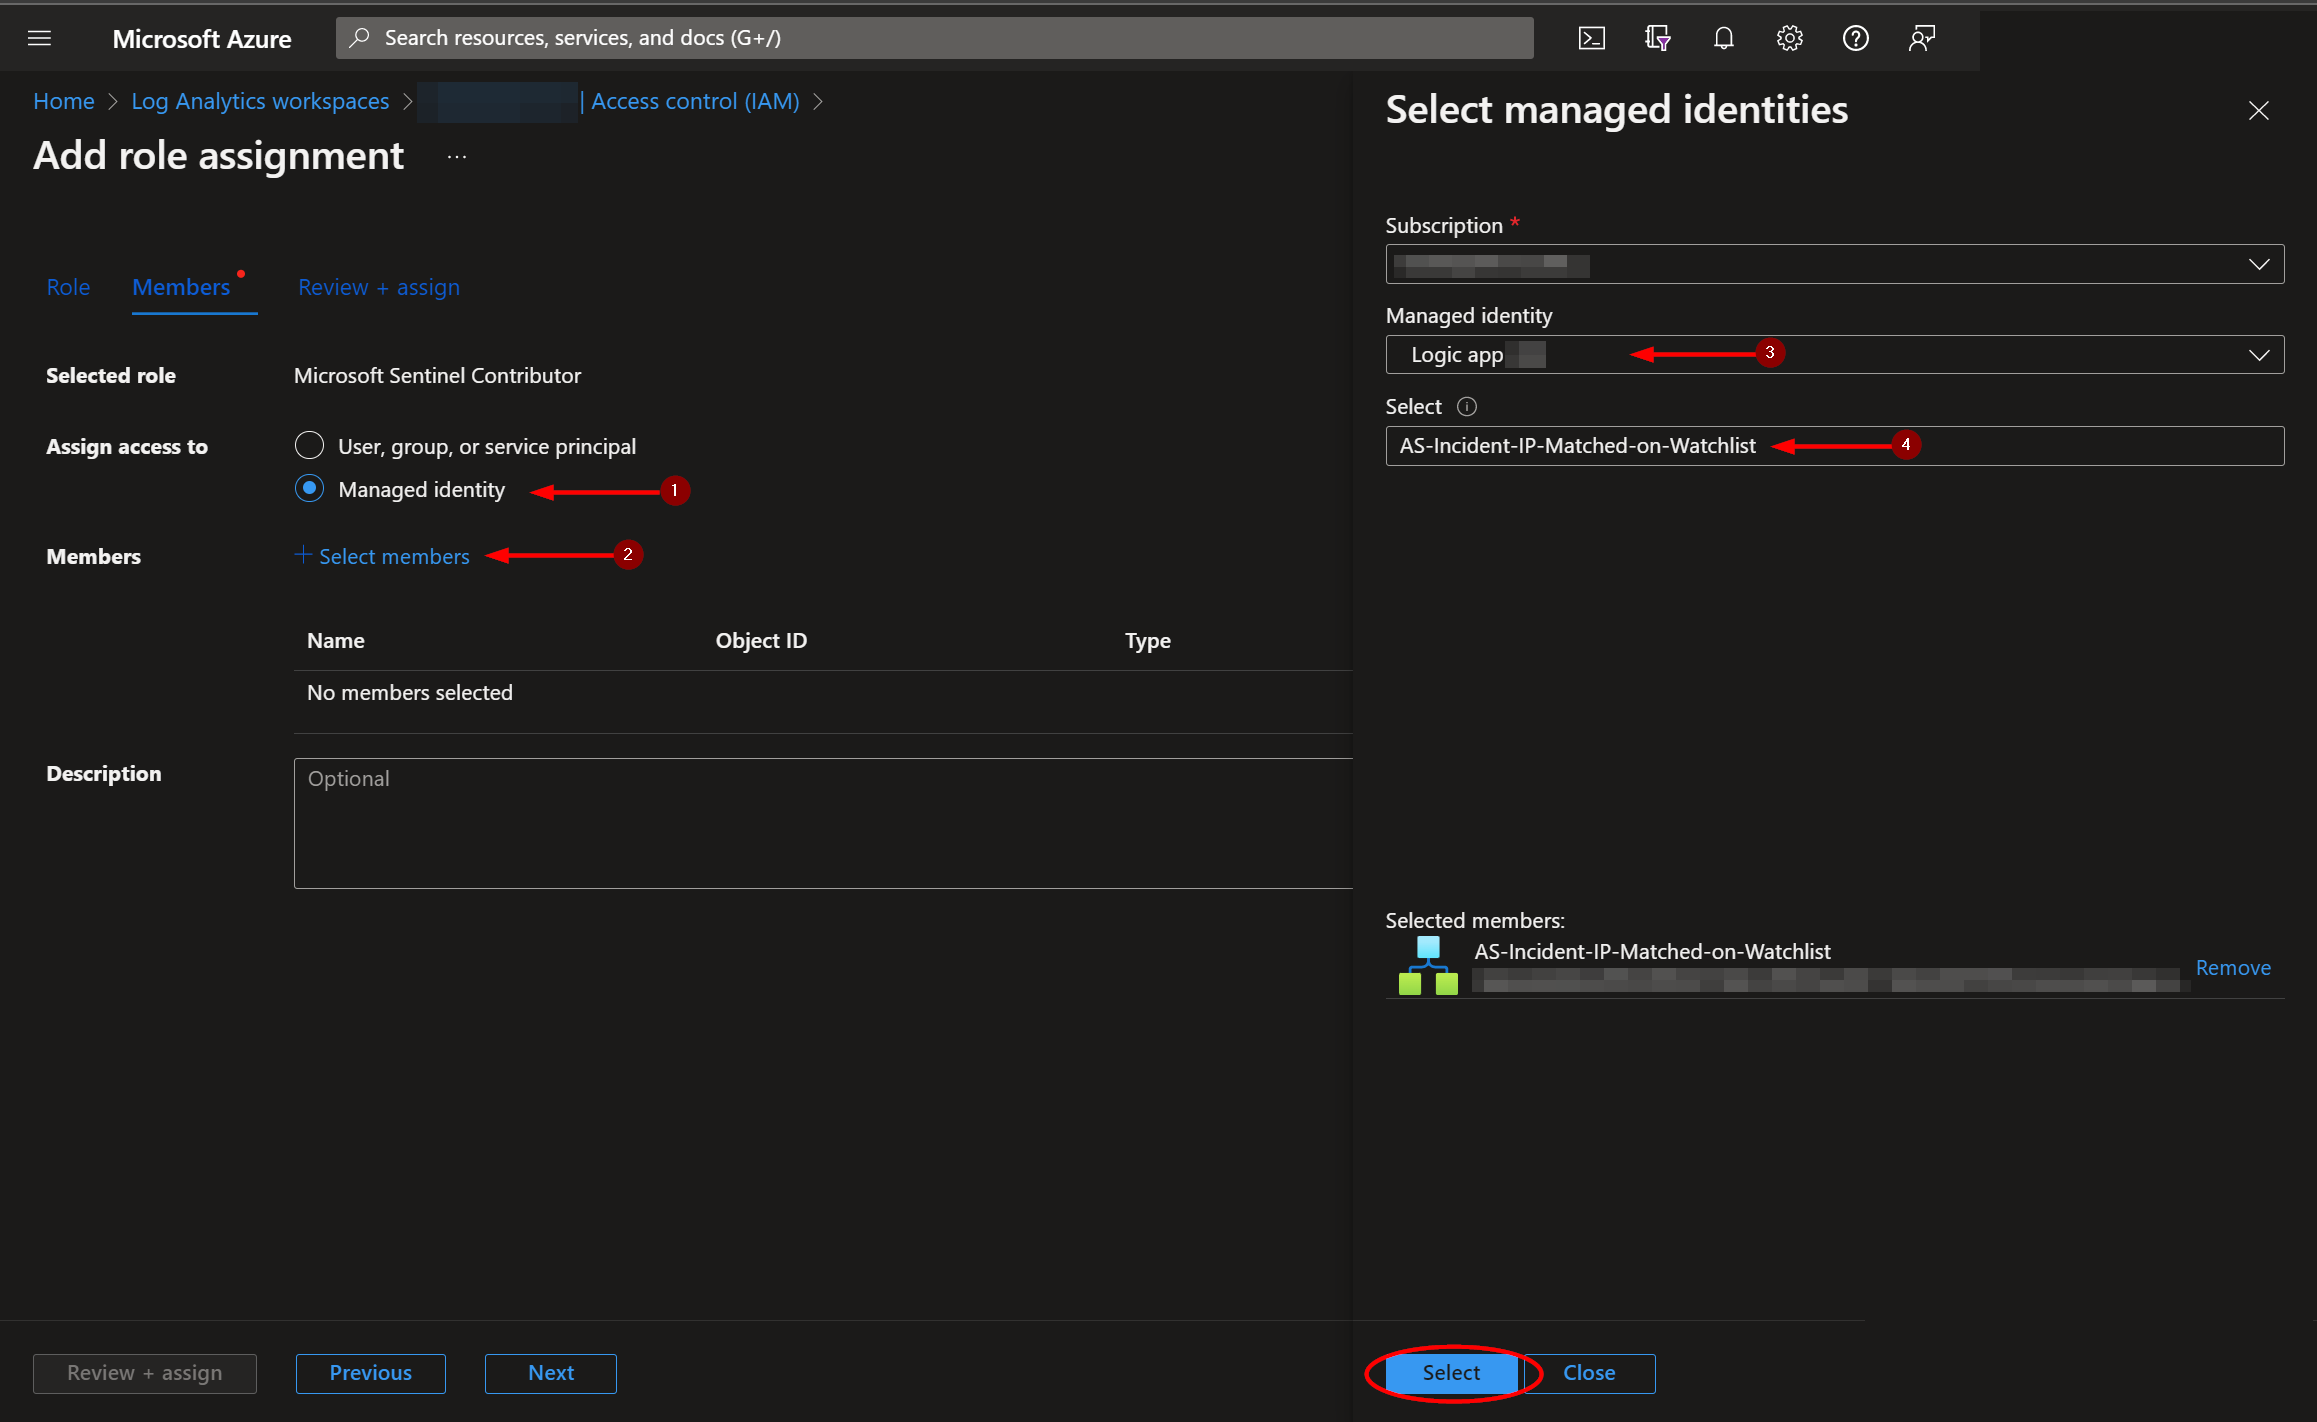 Microsoft Azure
Search resources, services, and docs (G+/)
Home > Log Analytics workspaces > | Access control (IAM) >
Add role assignment ...
Role Members Review + assign
Selected role Microsoft Sentinel Contributor
Assign access to User, group, or service principal
Managed identity 1
Members + Select members 2
Name Object ID Type
No members selected
Description Optional
Review + assign Previous Next
Select managed identities
Subscription *
Managed identity
Logic app 3
Select
AS-Incident-IP-Matched-on-Watchlist 4
Selected members:
AS-Incident-IP-Matched-on-Watchlist
Remove
Select Close